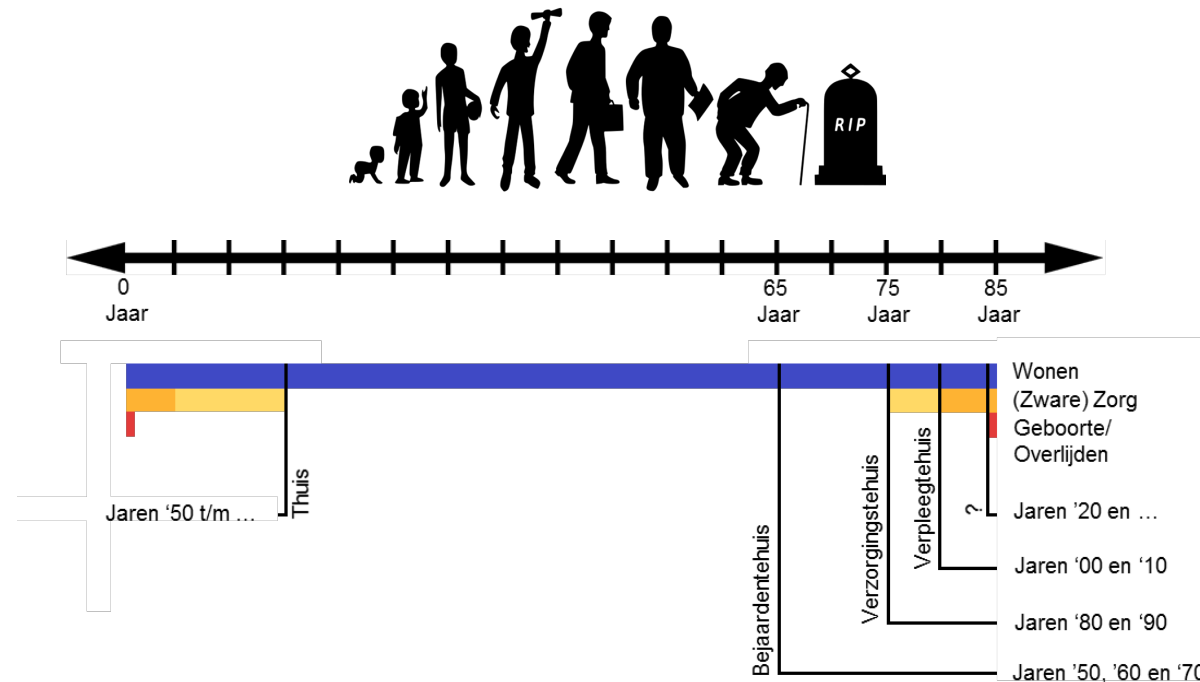 RIP
0
Jaar
65
Jaar
75
Jaar
85
Jaar
Wonen
(Zware) Zorg
Geboorte/
Overlijden
Thuis
Jaren ‘50 t/m …
?
Jaren ’20 en …
Verpleegtehuis
Jaren ‘00 en ‘10
Verzorgingstehuis
Jaren ‘80 en ‘90
Bejaardentehuis
Jaren ’50, ’60 en ‘70